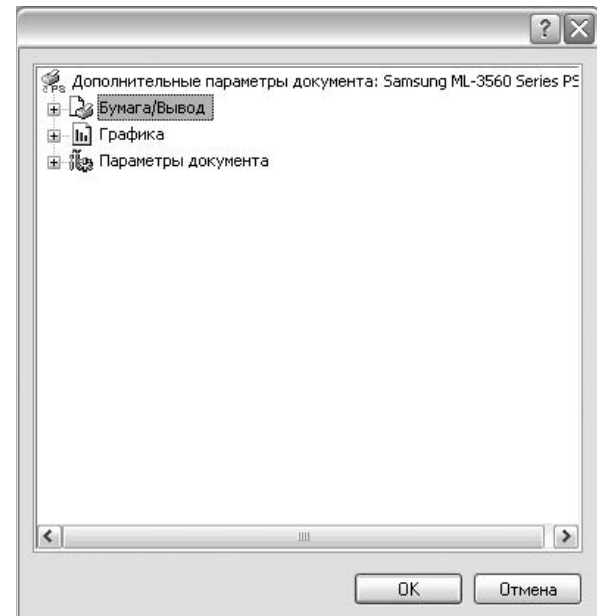 Дополнительные параметры документа: Samsung ML-3560 Series PS
Бумага/Вывод
Графика
Параметры документа
OK
Отмена